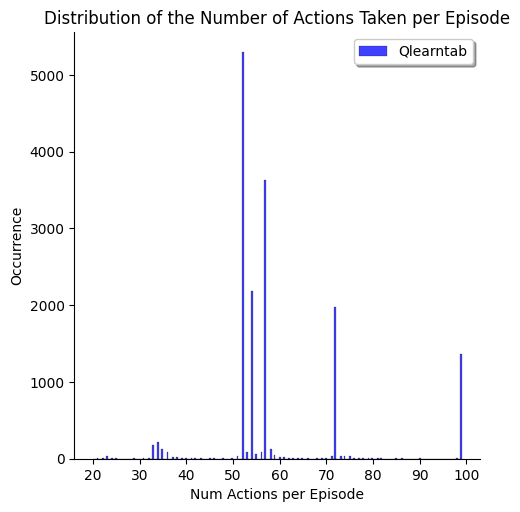 Distribution of the Number of Actions Taken per Episode
Qlearntab
Occurrence
5000
4000
3000
2000
1000
0
20 30 40 50 60 70 80 90 100
Num Actions per Episode